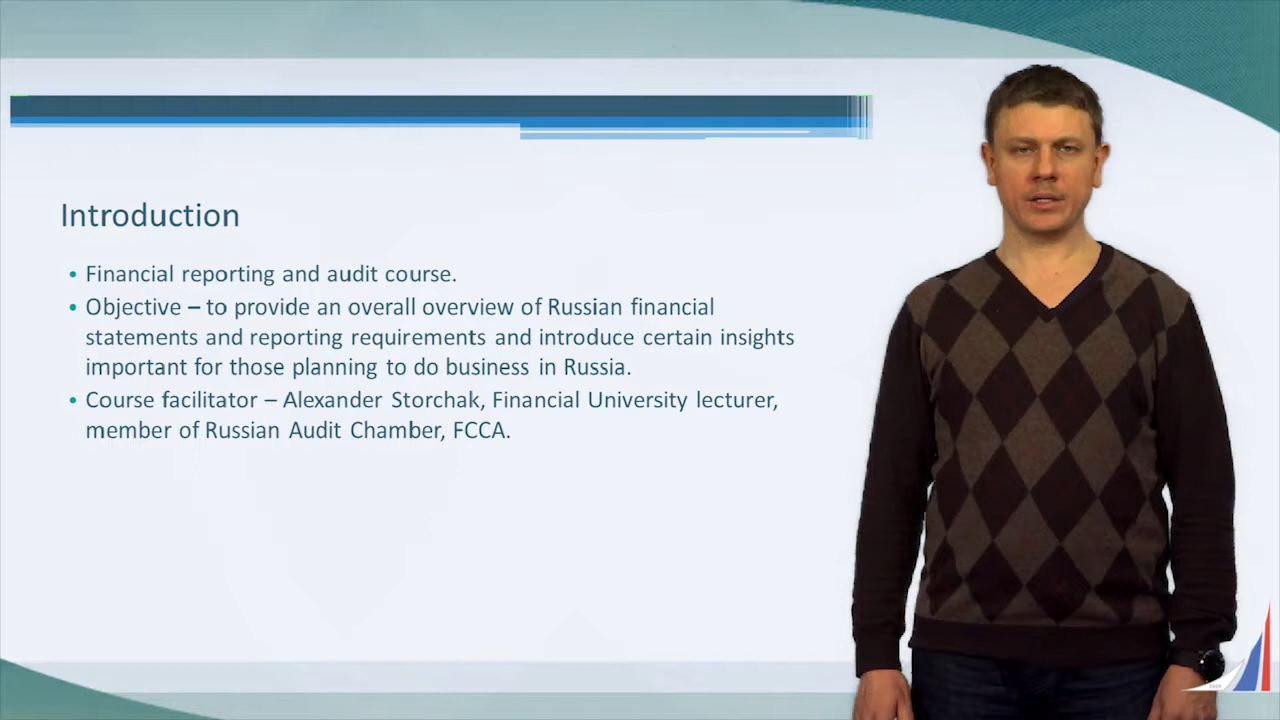 Introduction
• Financial reporting and audit course.
• Objective – to provide an overall overview of Russian financial
statements and reporting requirements and introduce certain insights
important for those planning to do business in Russia.
• Course facilitator – Alexander Storchak, Financial University lecturer,
member of Russian Audit Chamber, FCCA.